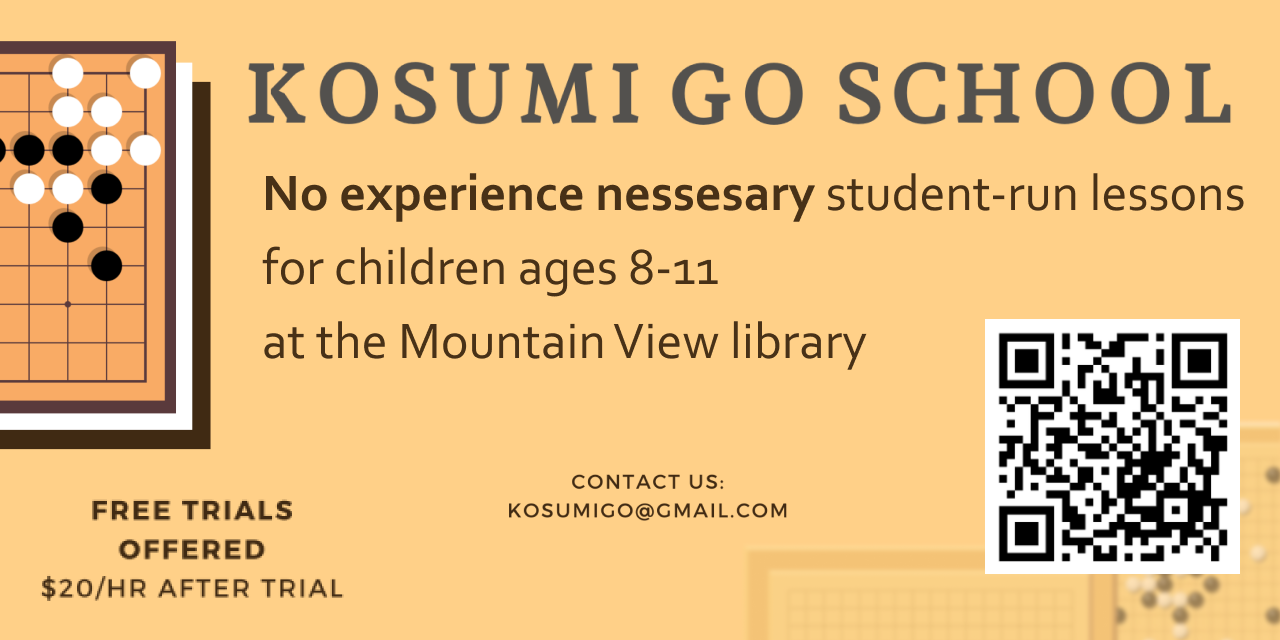 KOSUMI GO SCHOOL
No experience nessesary student-run lessons
for children ages 8-11
at the Mountain View library
CONTACT US:
KOSUMIGO@GMAIL.COM
FREE TRIALS
OFFERED
$20/HR AFTER TRIAL